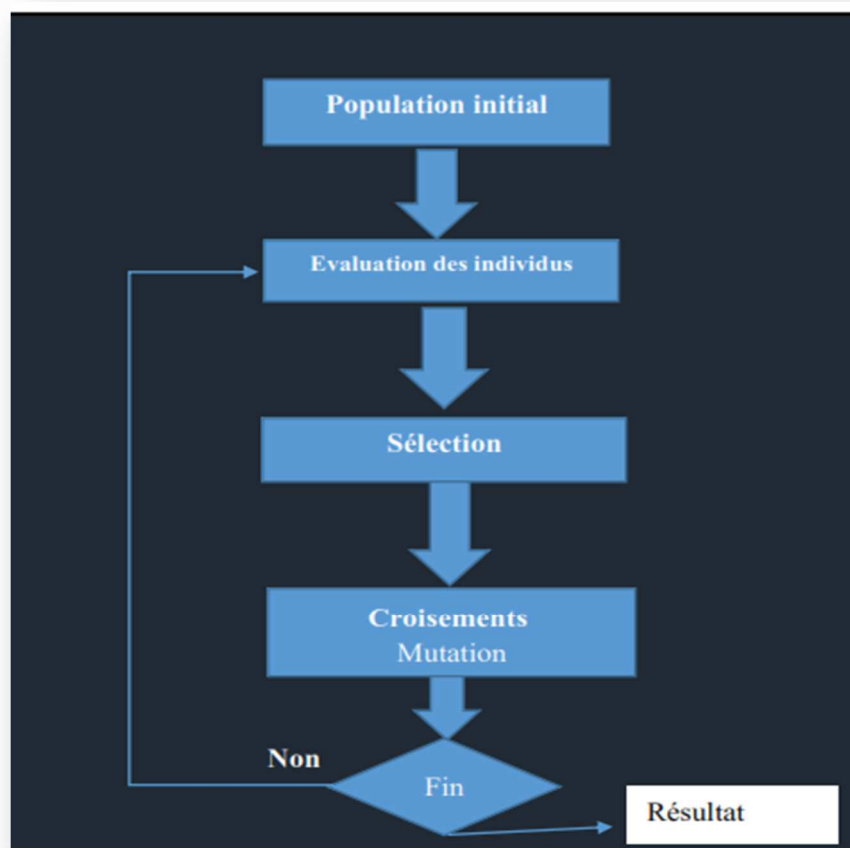 Population initial
Evaluation des individus
Sélection
Croisements
Mutation
Non
Fin
Résultat